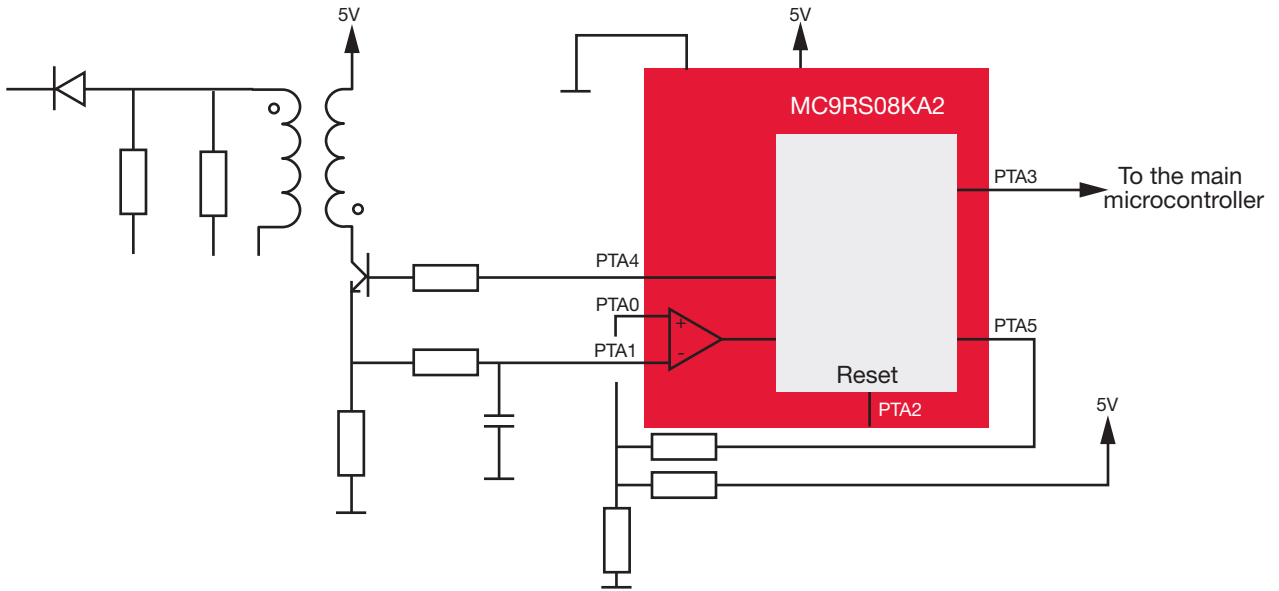 5V
5V
MC9RS08KA2
PTA3
To the main
microcontroller
PTA4
PTA0
+
PTA1
-
PTA5
Reset
PTA2
5V